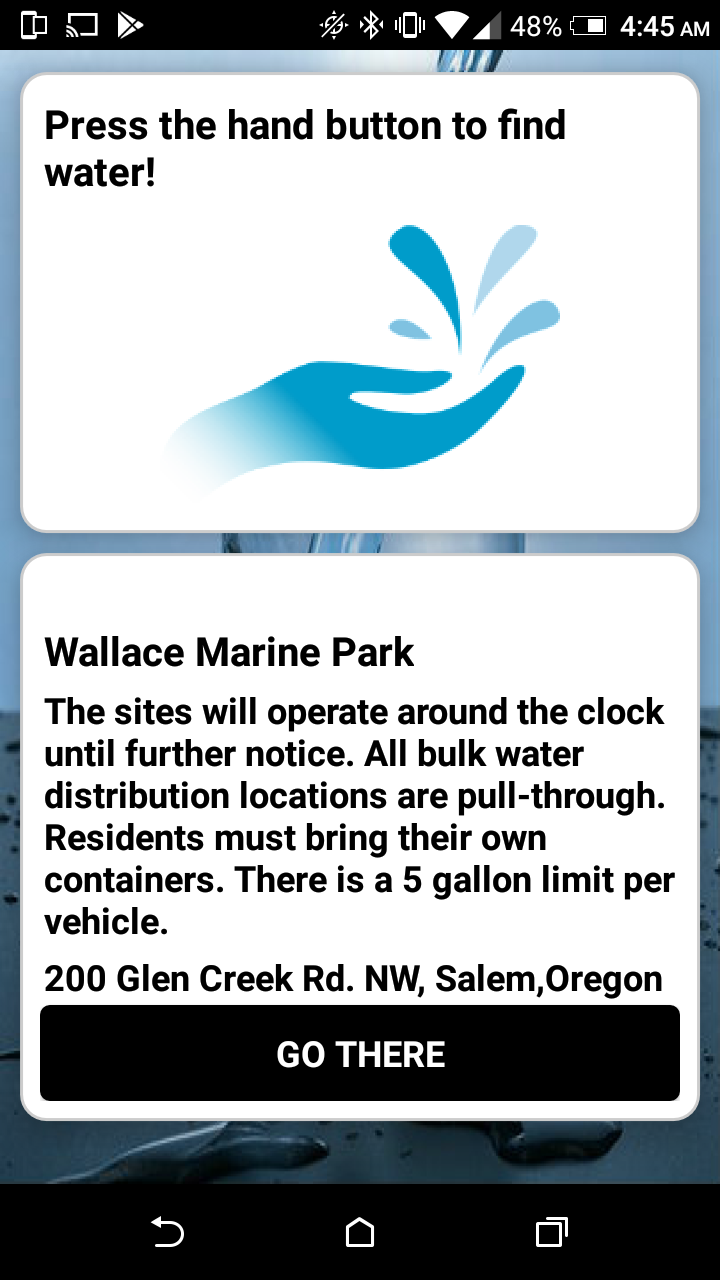 48% 4:45 AM
Press the hand button to find
water!
Wallace Marine Park
The sites will operate around the clock
until further notice. All bulk water
distribution locations are pull-through.
Residents must bring their own
containers. There is a 5 gallon limit per
vehicle.
200 Glen Creek Rd. NW, Salem,Oregon
GO THERE